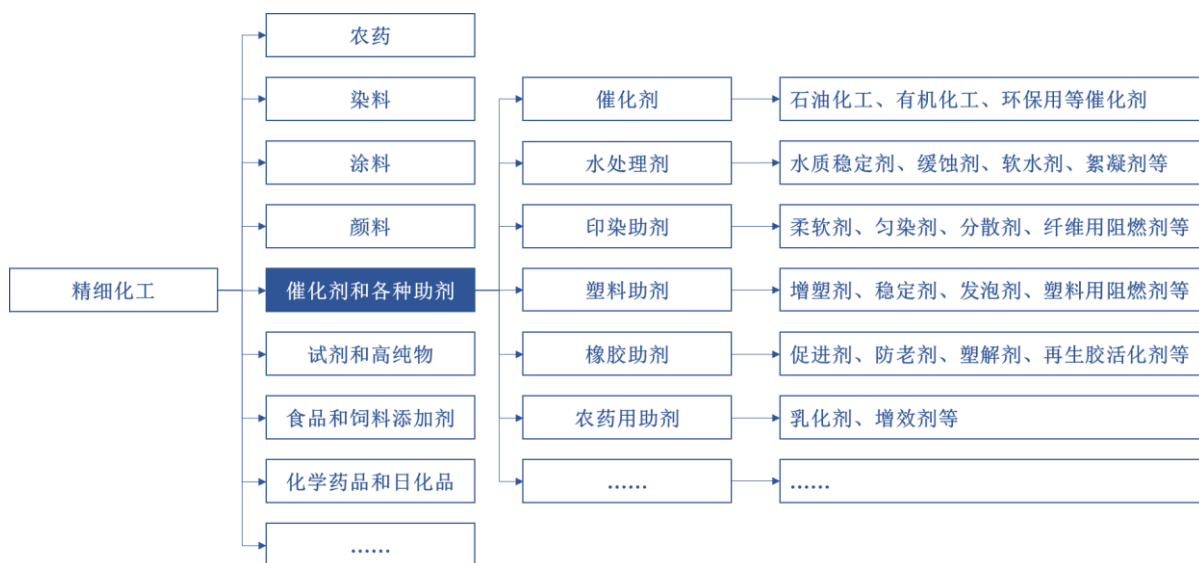 农药
染料
催化剂
石油化工、有机化工、环保用等催化剂
涂料
水处理剂
水质稳定剂、缓蚀剂、软水剂、絮凝剂等
颜料
印染助剂
柔软剂、匀染剂、分散剂、纤维用阻燃剂等
精细化工
催化剂和各种助剂
塑料助剂
增塑剂、稳定剂、发泡剂、塑料用阻燃剂等
试剂和高纯物
橡胶助剂
促进剂、防老剂、塑解剂、再生胶活化剂等
食品和饲料添加剂
农药用助剂
乳化剂、增效剂等
化学药品和日化品
……
……
……